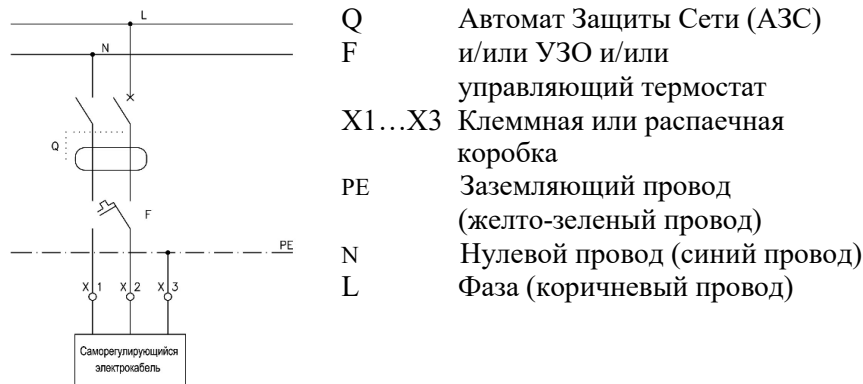 L
N
Q
F
PE
X 1 X 2 X 3
Саморегулирующийся
электрокабель
Q Автомат Защиты Сети (АЗС)
F и/или УЗО и/или
управляющий термостат
X1…X3 Клеммная или распаечная
коробка
PE Заземляющий провод
(желто-зеленый провод)
N Нулевой провод (синий провод)
L Фаза (коричневый провод)